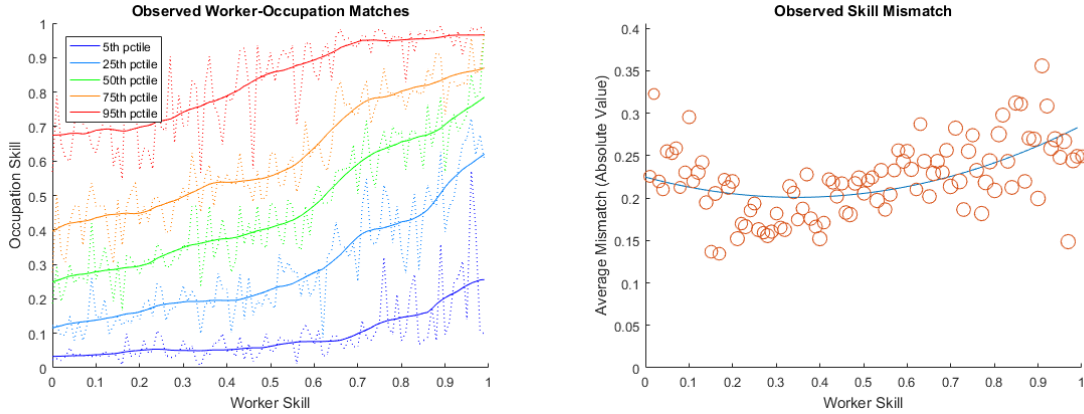 Observed Worker-Occupation Matches
Occupation Skill
1
0.9
0.8
0.7
0.6
0.5
0.4
0.3
0.2
0.1
0
5th pctile
25th pctile
50th pctile
75th pctile
95th pctile
0 0.1 0.2 0.3 0.4 0.5 0.6 0.7 0.8 0.9 1
Worker Skill
Observed Skill Mismatch
Average Mismatch (Absolute Value)
0.4
0.35
0.3
0.25
0.2
0.15
0.1
0.05
0
0 0.1 0.2 0.3 0.4 0.5 0.6 0.7 0.8 0.9 1
Worker Skill